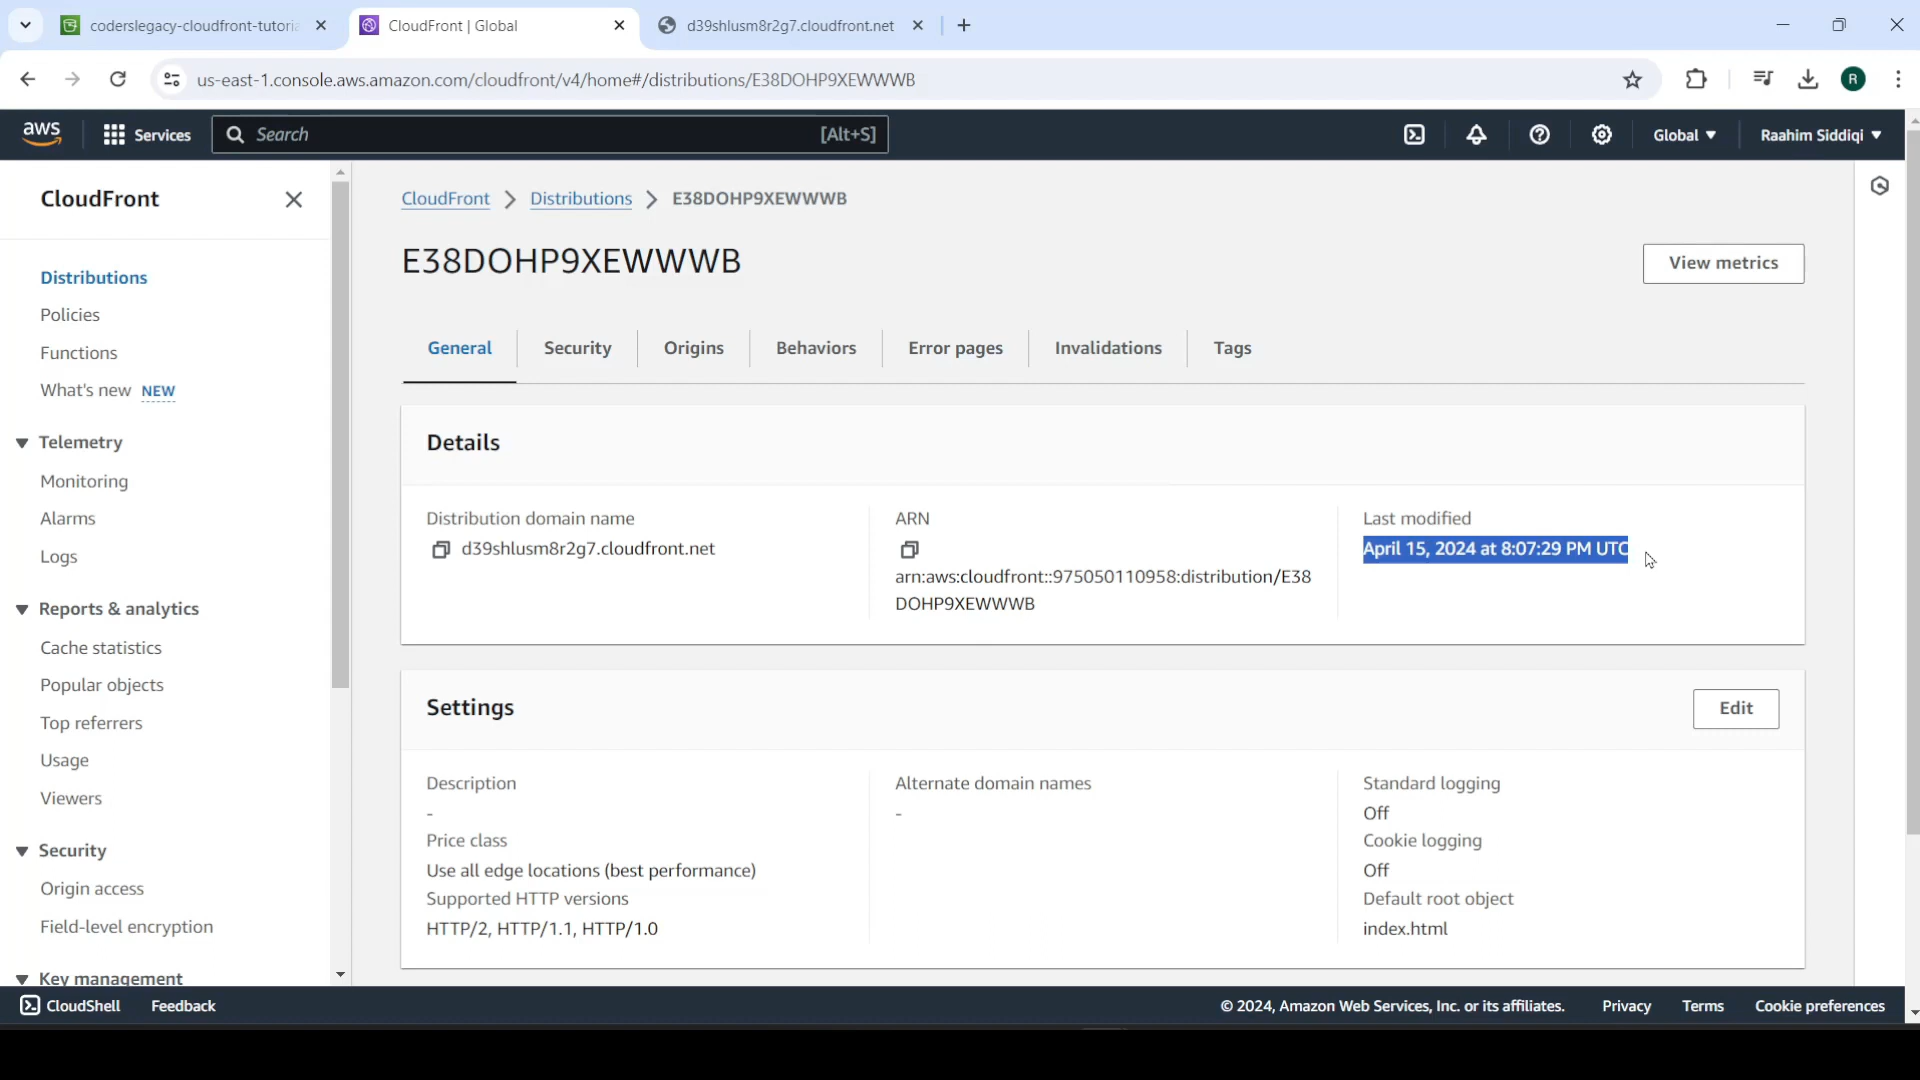 coderslegacy-cloudfront-tutoria
CloudFront | Global
d39shlusm8r2g7.cloudfront.net
us-east-1.console.aws.amazon.com/cloudfront/v4/home#/distributions/E38DOHP9XEWWWB
R
aws
Services
Search
[Alt+S]
Global
Raahim Siddiqi
CloudFront
Distributions
Policies
Functions
What's new NEW
Telemetry
Monitoring
Alarms
Logs
Reports & analytics
Cache statistics
Popular objects
Top referrers
Usage
Viewers
Security
Origin access
Field-level encryption
Key management
CloudFront > Distributions > E38DOHP9XEWWWB
E38DOHP9XEWWWB
View metrics
General
Security
Origins
Behaviors
Error pages
Invalidations
Tags
Details
Distribution domain name
d39shlusm8r2g7.cloudfront.net
ARN
arn:aws:cloudfront::975050110958:distribution/E38
DOHP9XEWWWB
Last modified
April 15, 2024 at 8:07:29 PM UTC
Settings
Edit
Description
-
Price class
Use all edge locations (best performance)
Supported HTTP versions
HTTP/2, HTTP/1.1, HTTP/1.0
Alternate domain names
-
Standard logging
Off
Cookie logging
Off
Default root object
index.html
CloudShell
Feedback
© 2024, Amazon Web Services, Inc. or its affiliates.
Privacy
Terms
Cookie preferences